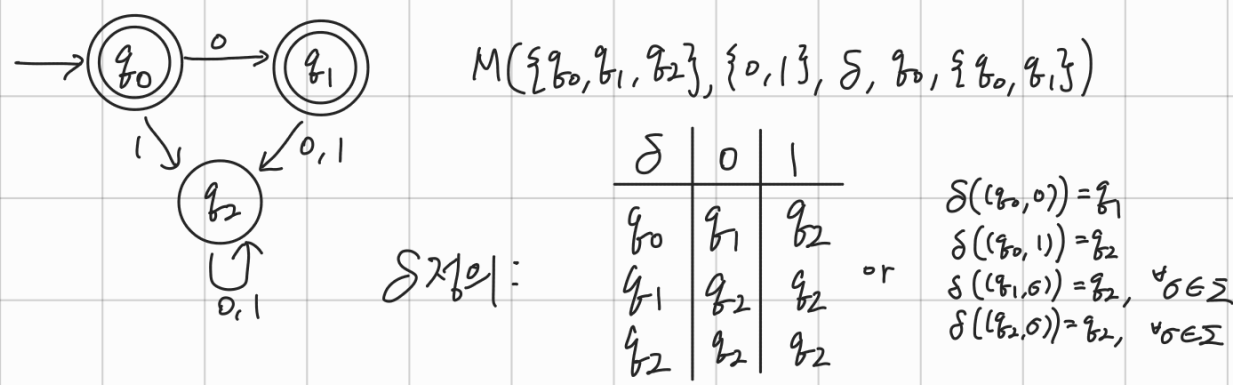 q₀ 0 q₁
1 0,1
q₂
0,1
M({q₀,q₁,q₂}, {0,1}, δ, q₀, {q₀,q₁})
δ정의:
δ 0 1
q₀ q₁ q₂
q₁ q₂ q₂
q₂ q₂ q₂
or
δ((q₀,0))=q₁
δ((q₀,1))=q₂
δ((q₁,σ))=q₂, ∀σ∈Σ
δ((q₂,σ))=q₂, ∀σ∈Σ